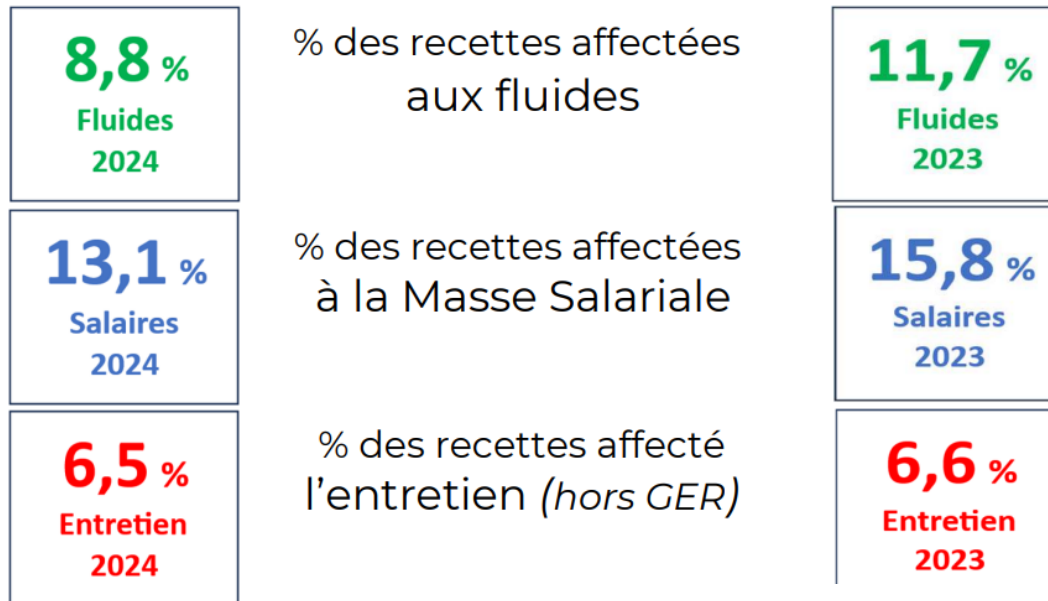 8,8 %
Fluides
2024
% des recettes affectées
aux fluides
11,7 %
Fluides
2023
13,1 %
Salaires
2024
% des recettes affectées
à la Masse Salariale
15,8 %
Salaires
2023
6,5 %
Entretien
2024
% des recettes affecté
l’entretien (hors GER)
6,6 %
Entretien
2023